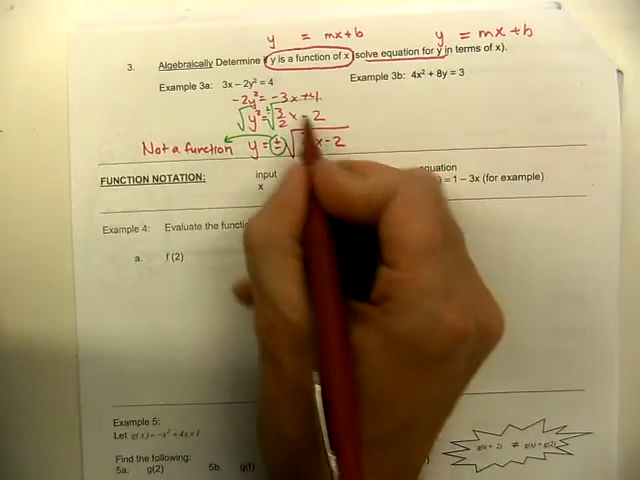 y = mx+b y = mx+b
3. Algebraically Determine if y is a function of x (solve equation for y in terms of x).
Example 3a: 3x – 2y² = 4 Example 3b: 4x² + 8y = 3
-2y² = -3x+4
√y² = ±√3/2 x - 2
Not a function y = ±√ x-2
FUNCTION NOTATION: input equation
x = 1 – 3x (for example)
Example 4: Evaluate the
a. f (2)
Example 5:
Let g(x) = -x² + 4x + 1
g(x + 2) ≠ g(x) + g(2)
Find the following:
5a. g(2) 5b. g(t)